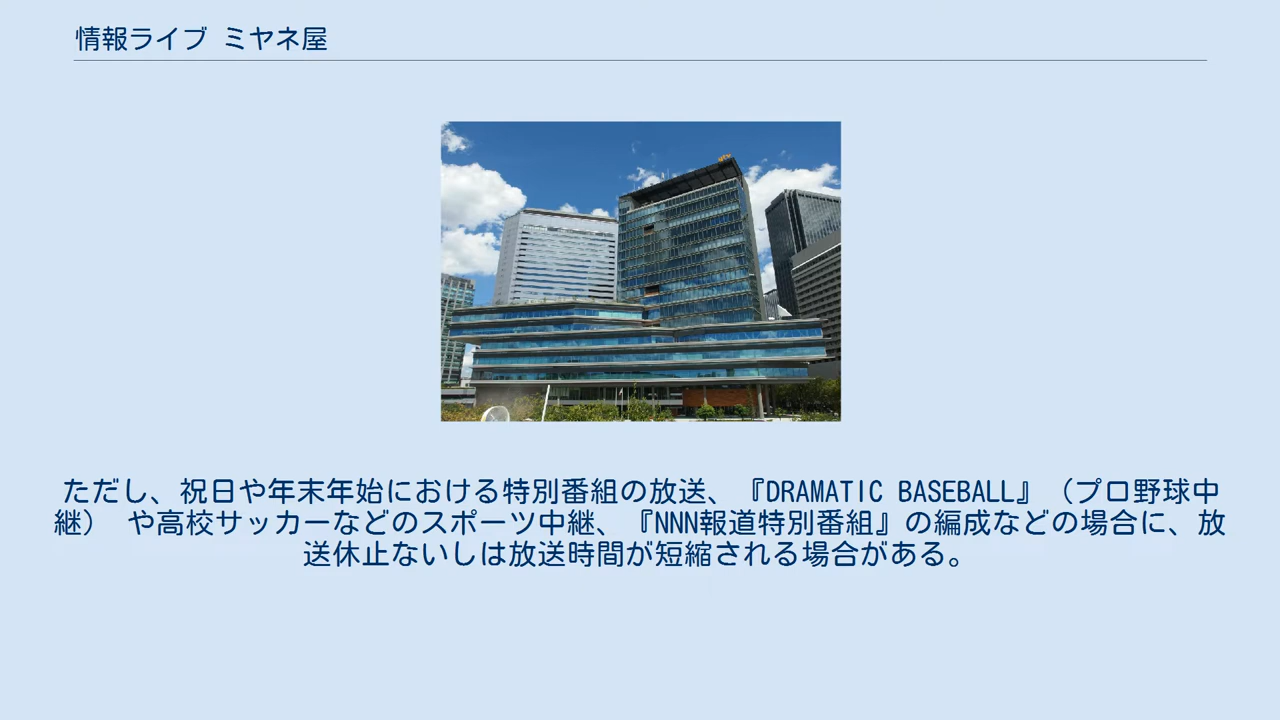 情報ライブ ミヤネ屋
ただし、祝日や年末年始における特別番組の放送、『DRAMATIC BASEBALL』（プロ野球中
継） や高校サッカーなどのスポーツ中継、『NNN報道特別番組』の編成などの場合に、放
送休止ないしは放送時間が短縮される場合がある。